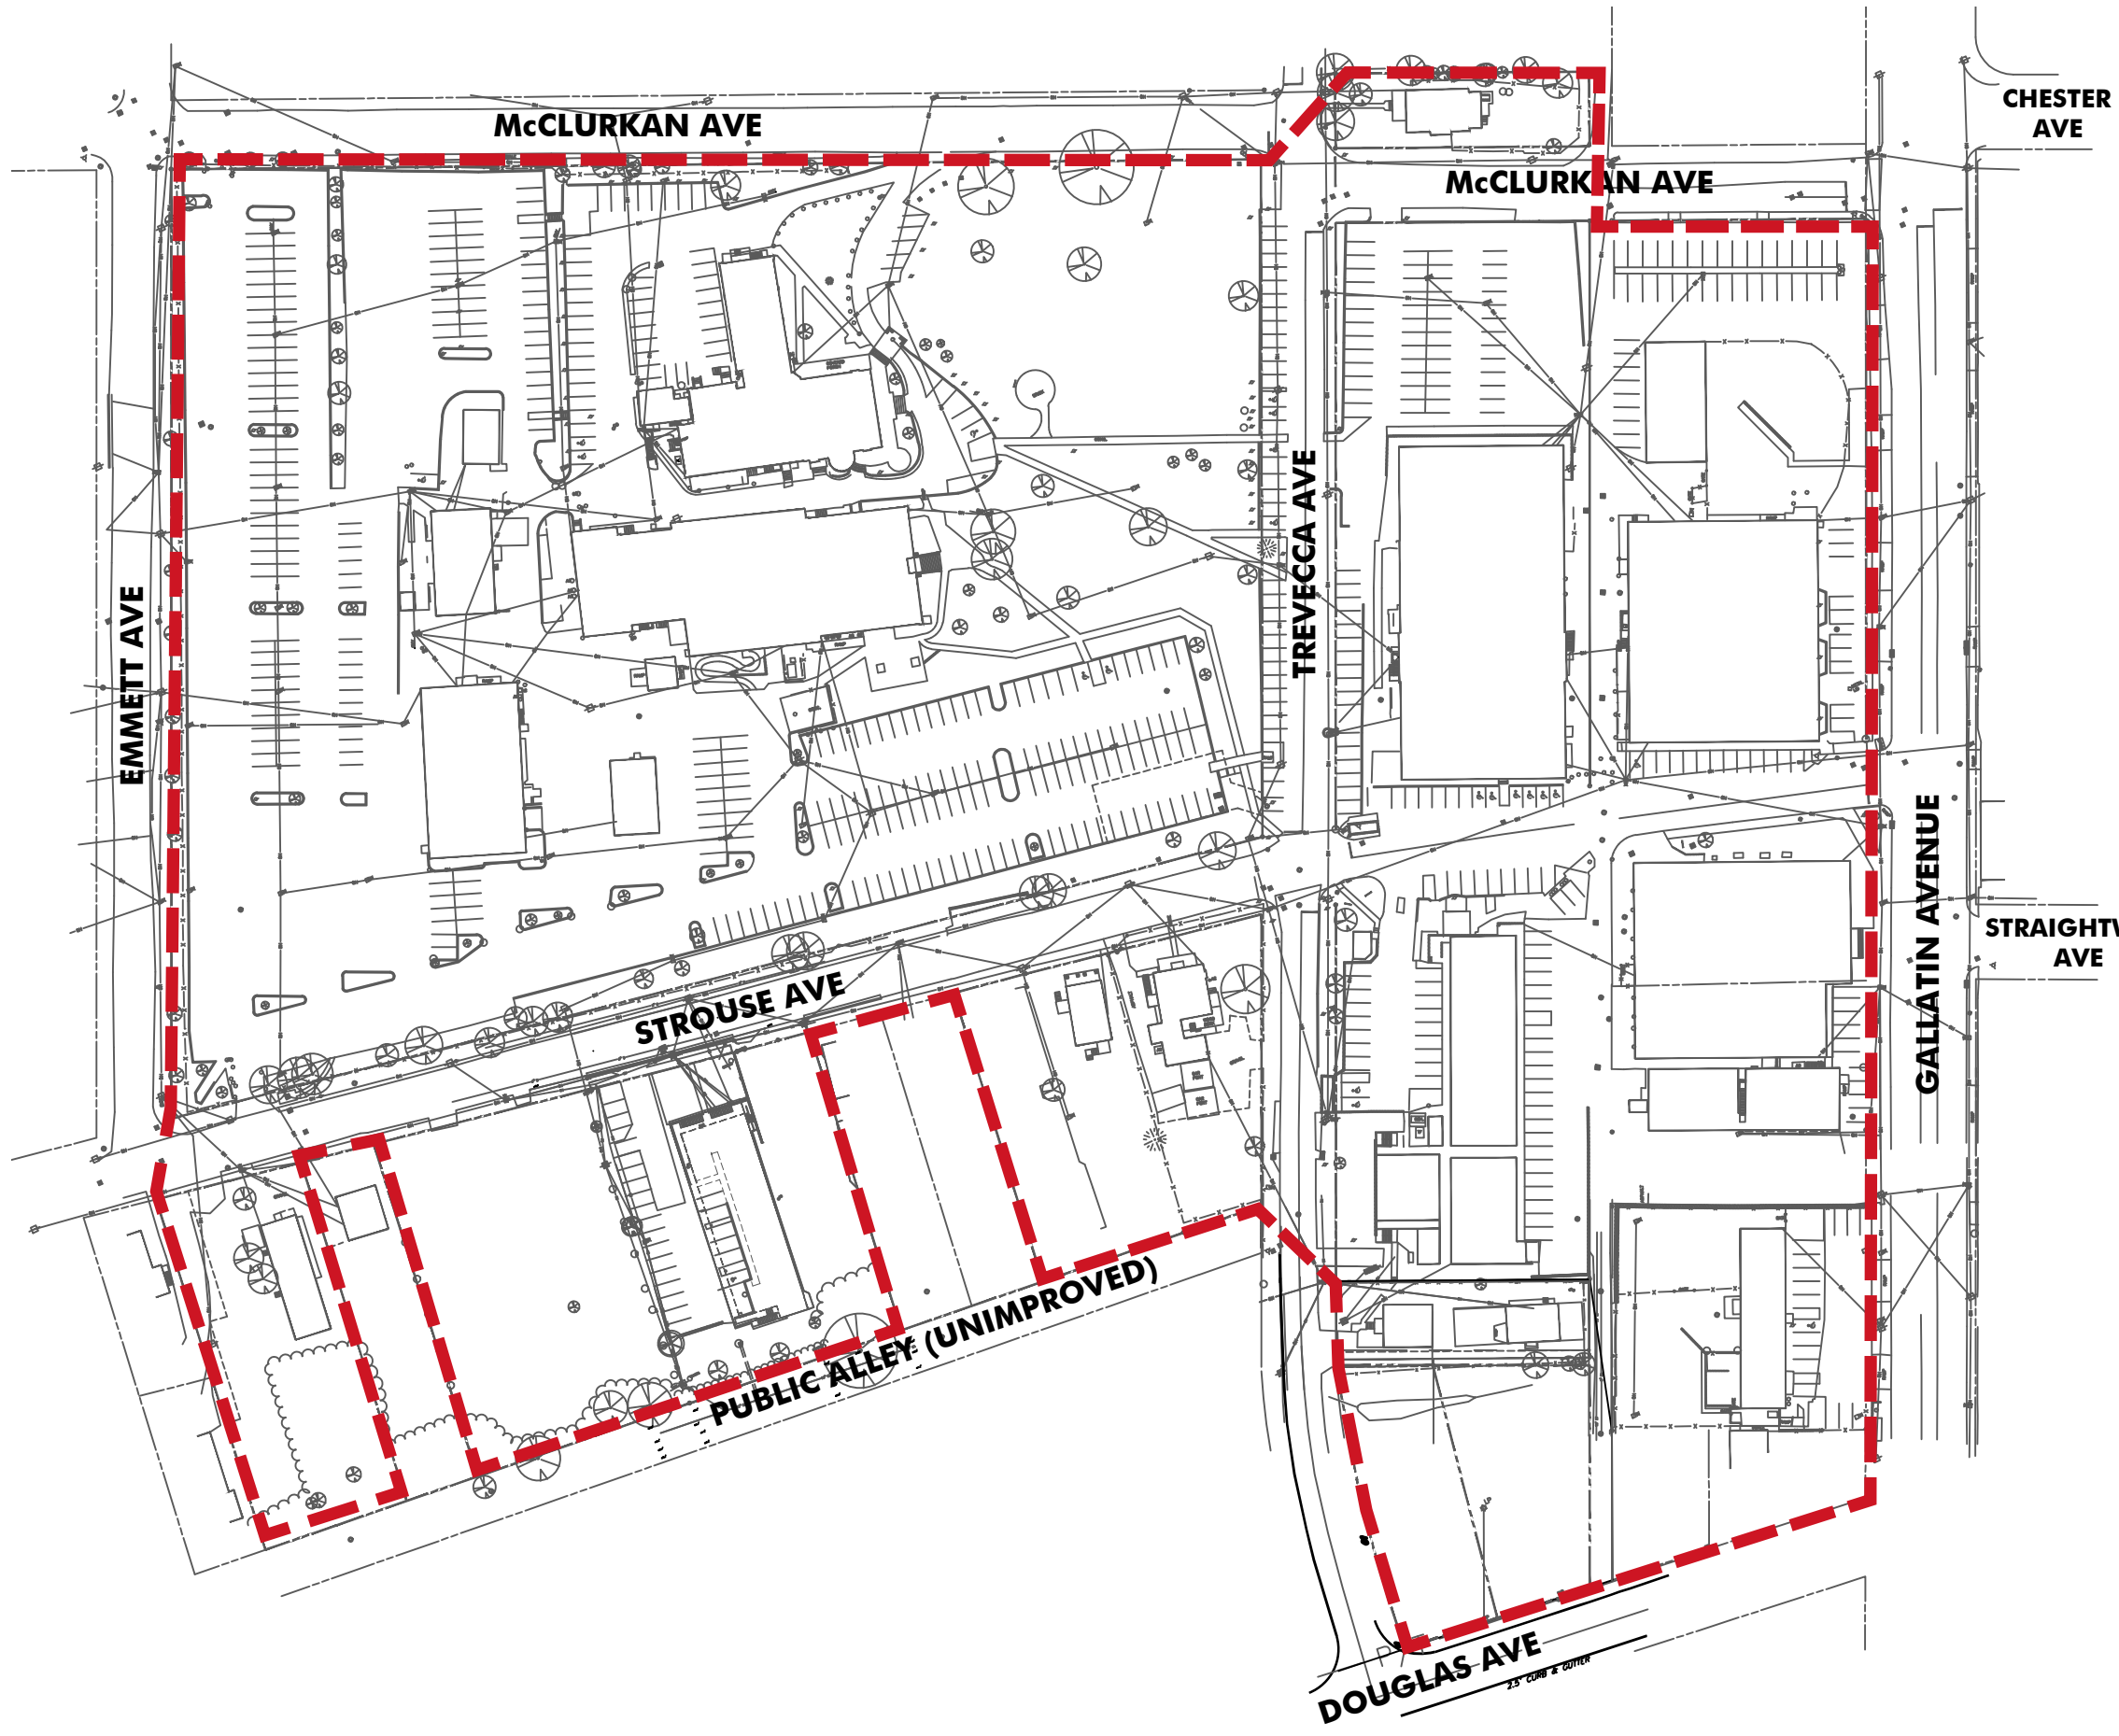 CHESTER
AVE
McCLURKAN AVE
McCLURKAN AVE
TREVECCA AVE
EMMETT AVE
GALLATIN AVENUE
STRAIGHTW
AVE
STROUSE AVE
PUBLIC ALLEY (UNIMPROVED)
DOUGLAS AVE
2.5' CURB & GUTTER